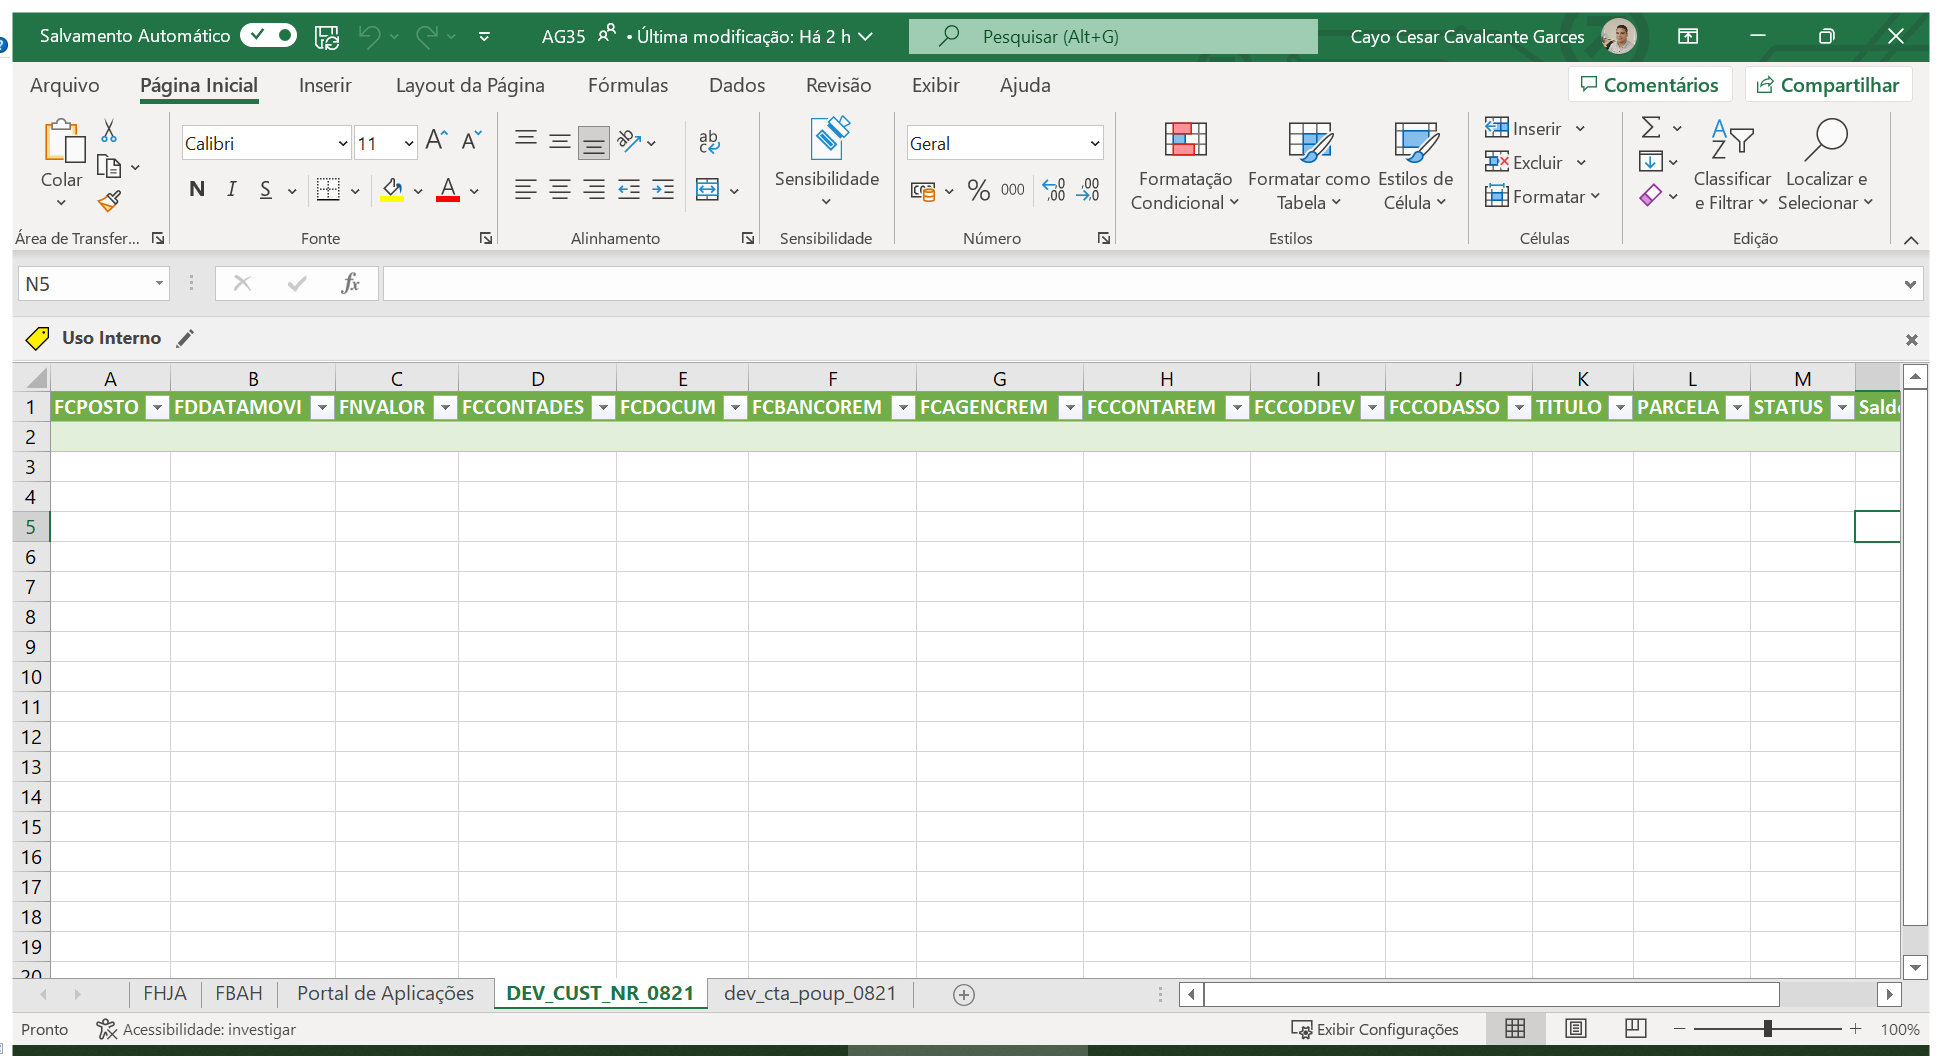 Salvamento Automático
AG35 • Última modificação: Há 2 h
Pesquisar (Alt+G)
Cayo Cesar Cavalcante Garces
Arquivo Página Inicial Inserir Layout da Página Fórmulas Dados Revisão Exibir Ajuda
Comentários Compartilhar
Colar
Área de Transfer...
Calibri 11
N I S
Fonte
ab
Alinhamento
Sensibilidade
Sensibilidade
Geral
% 000 ,00 ,00
Número
Formatação Condicional
Formatar como Tabela
Estilos de Célula
Estilos
Inserir
Excluir
Formatar
Células
Classificar e Filtrar
Localizar e Selecionar
Edição
N5 fx
Uso Interno
A B C D E F G H I J K L M
1 FCPOSTO FDDATAMOVI FNVALOR FCCONTADES FCDOCUM FCBANCOREM FCAGENCREM FCCONTAREM FCCODDEV FCCODASSO TITULO PARCELA STATUS
2
3
4
5
6
7
8
9
10
11
12
13
14
15
16
17
18
19
20
FHJA FBAH Portal de Aplicações DEV_CUST_NR_0821 dev_cta_poup_0821
Pronto Acessibilidade: investigar Exibir Configurações 100%